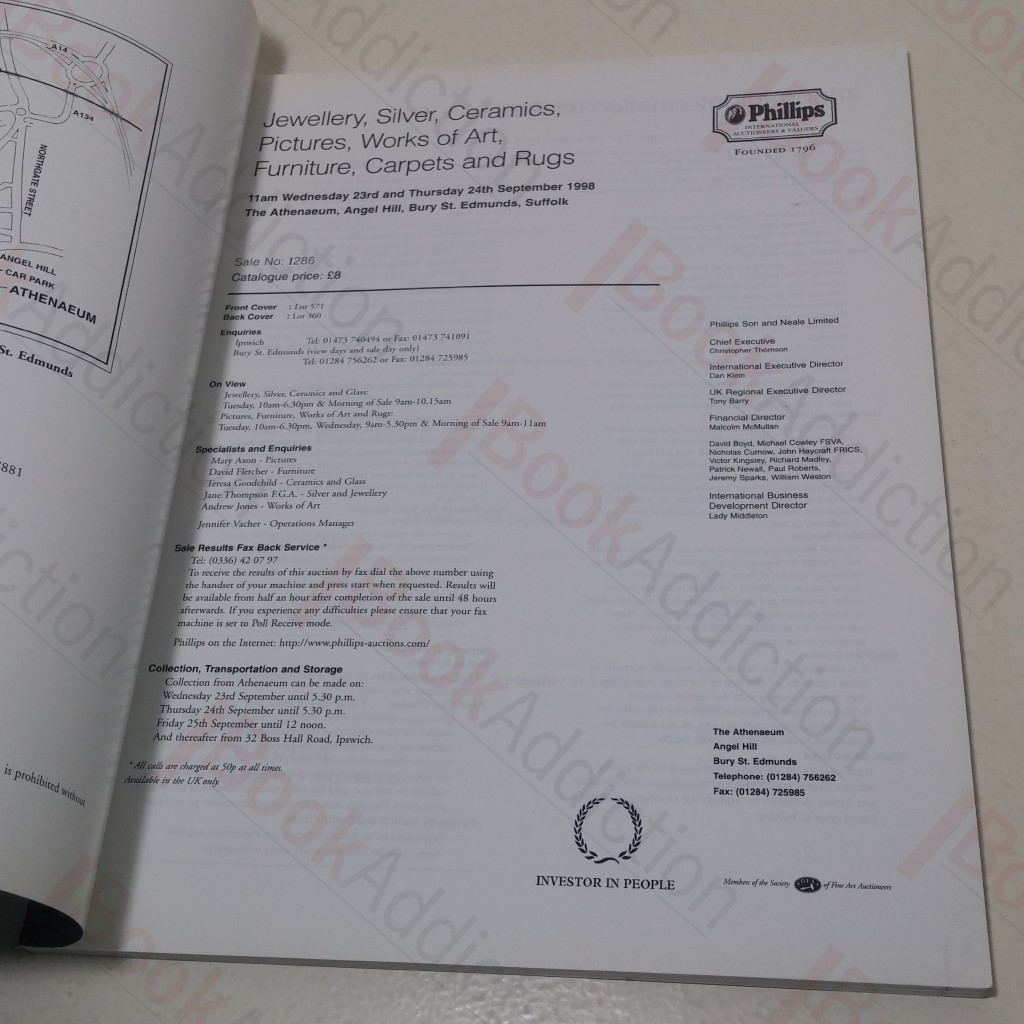 A14
A134
NORTHGATE STREET
ANGEL HILL
- CAR PARK
ATHENAEUM
St. Edmunds
881
is prohibited without
Jewellery, Silver, Ceramics,
Pictures, Works of Art,
Furniture, Carpets and Rugs
11am Wednesday 23rd and Thursday 24th September 1998
The Athenaeum, Angel Hill, Bury St. Edmunds, Suffolk
Sale No: 1286
Catalogue price: £8
Front Cover : Lot 571
Back Cover : Lot 360
Enquiries
Ipswich Tel: 01473 740494 or Fax: 01473 741091
Bury St. Edmunds (view days and sale day only)
Tel: 01284 756262 or Fax: 01284 725985
On View
Jewellery, Silver, Ceramics and Glass:
Tuesday, 10am-6.30pm & Morning of Sale 9am-10.15am
Pictures, Furniture, Works of Art and Rugs:
Tuesday, 10am-6.30pm, Wednesday, 9am-5.30pm & Morning of Sale 9am-11am
Specialists and Enquiries
Mary Axon - Pictures
David Fletcher - Furniture
Teresa Goodchild - Ceramics and Glass
Jane Thompson F.G.A. - Silver and Jewellery
Andrew Jones - Works of Art
Jennifer Vacher - Operations Manager
Sale Results Fax Back Service *
Tel: (0336) 42 07 97
To receive the results of this auction by fax dial the above number using
the handset of your machine and press start when requested. Results will
be available from half an hour after completion of the sale until 48 hours
afterwards. If you experience any difficulties please ensure that your fax
machine is set to Poll Receive mode.
Phillips on the Internet: http://www.phillips-auctions.com/
Collection, Transportation and Storage
Collection from Athenaeum can be made on:
Wednesday 23rd September until 5.30 p.m.
Thursday 24th September until 5.30 p.m.
Friday 25th September until 12 noon.
And thereafter from 32 Boss Hall Road, Ipswich.
* All calls are charged at 50p at all times.
Available in the UK only.
Phillips
INTERNATIONAL
AUCTIONEERS & VALUERS
FOUNDED 1796
Phillips Son and Neale Limited
Chief Executive
Christopher Thomson
International Executive Director
Dan Klein
UK Regional Executive Director
Tony Barry
Financial Director
Malcolm McMullan
David Boyd, Michael Cowley FSVA,
Nicholas Curnow, John Haycraft FRICS,
Victor Kingsley, Richard Madley,
Patrick Newall, Paul Roberts,
Jeremy Sparks, William Weston
International Business
Development Director
Lady Middleton
The Athenaeum
Angel Hill
Bury St. Edmunds
Telephone: (01284) 756262
Fax: (01284) 725985
INVESTOR IN PEOPLE
Members of the Society of Fine Art Auctioneers
BookAddiction